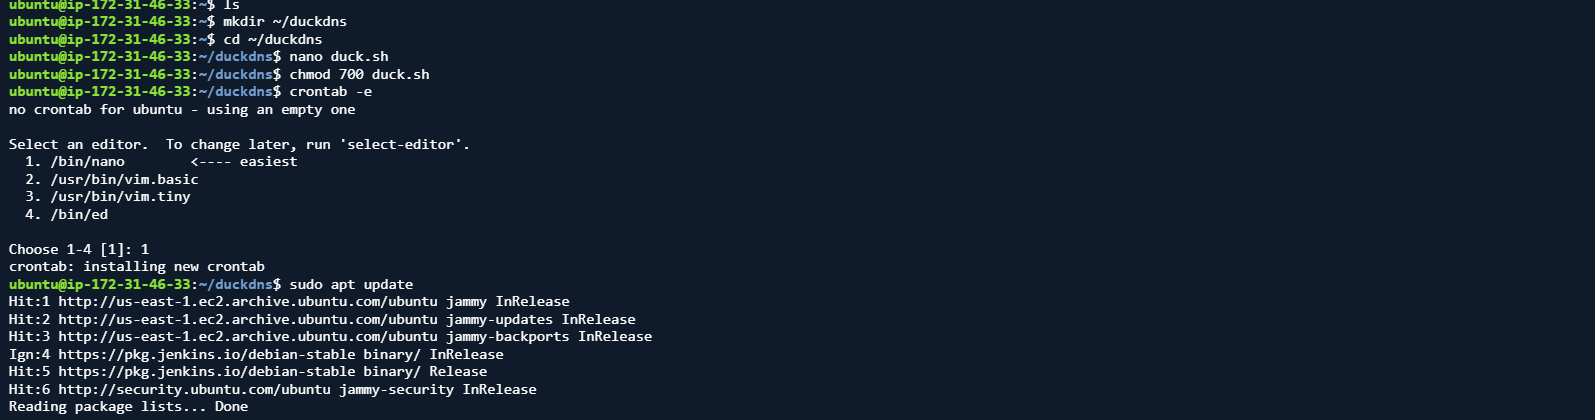 ubuntu@ip-172-31-46-33:~$ ls
ubuntu@ip-172-31-46-33:~$ mkdir ~/duckdns
ubuntu@ip-172-31-46-33:~$ cd ~/duckdns
ubuntu@ip-172-31-46-33:~/duckdns$ nano duck.sh
ubuntu@ip-172-31-46-33:~/duckdns$ chmod 700 duck.sh
ubuntu@ip-172-31-46-33:~/duckdns$ crontab -e
no crontab for ubuntu - using an empty one

Select an editor.  To change later, run 'select-editor'.
  1. /bin/nano        <---- easiest
  2. /usr/bin/vim.basic
  3. /usr/bin/vim.tiny
  4. /bin/ed

Choose 1-4 [1]: 1
crontab: installing new crontab
ubuntu@ip-172-31-46-33:~/duckdns$ sudo apt update
Hit:1 http://us-east-1.ec2.archive.ubuntu.com/ubuntu jammy InRelease
Hit:2 http://us-east-1.ec2.archive.ubuntu.com/ubuntu jammy-updates InRelease
Hit:3 http://us-east-1.ec2.archive.ubuntu.com/ubuntu jammy-backports InRelease
Ign:4 https://pkg.jenkins.io/debian-stable binary/ InRelease
Hit:5 https://pkg.jenkins.io/debian-stable binary/ Release
Hit:6 http://security.ubuntu.com/ubuntu jammy-security InRelease
Reading package lists... Done